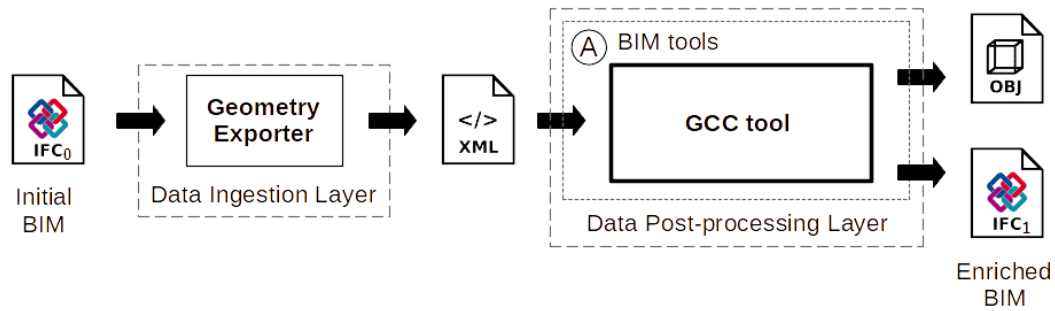 IFC0
Initial
BIM
Geometry
Exporter
Data Ingestion Layer
</>
XML
A
BIM tools
GCC tool
Data Post-processing Layer
OBJ
IFC1
Enriched
BIM